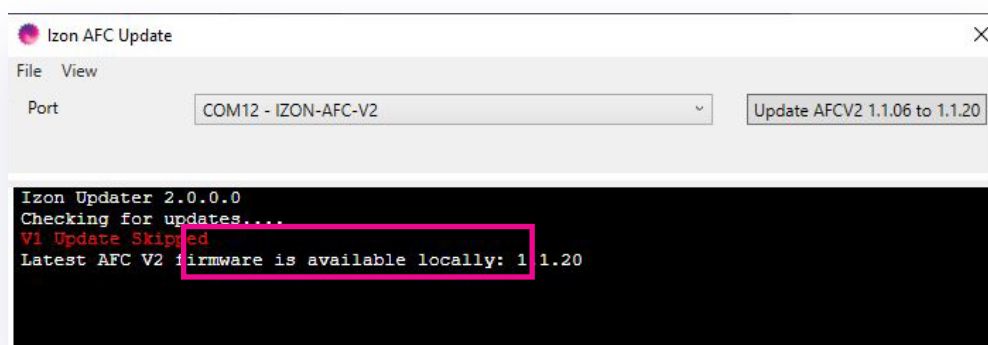 Izon AFC Update
File View
Port COM12 - IZON-AFC-V2 Update AFCV2 1.1.06 to 1.1.20
Izon Updater 2.0.0.0
Checking for updates....
V1 Update Skipped
Latest AFC V2 firmware is available locally: 1.1.20